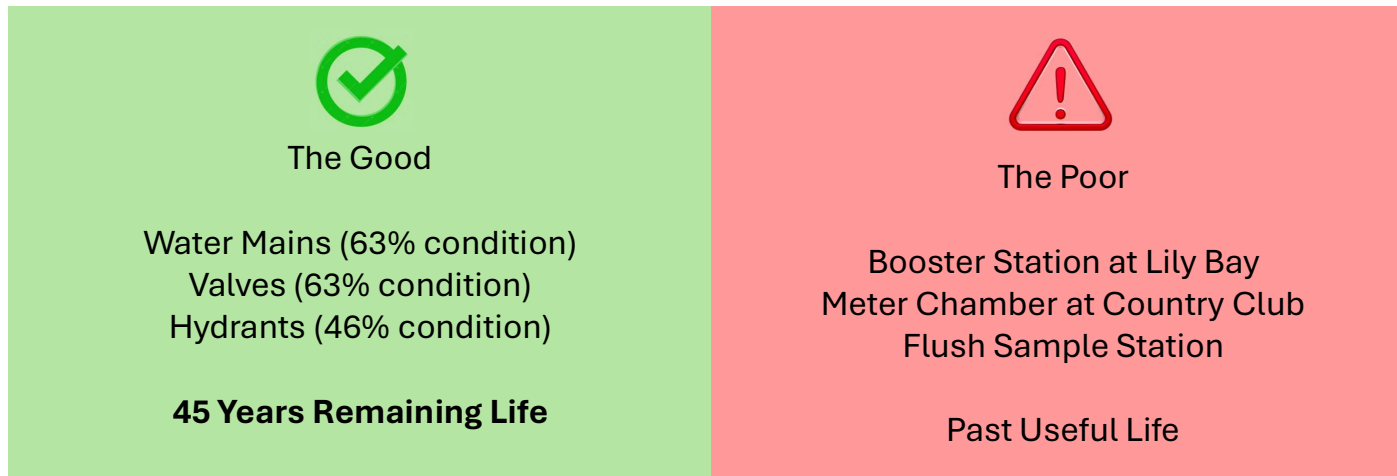 The Good
Water Mains (63% condition)
Valves (63% condition)
Hydrants (46% condition)
45 Years Remaining Life
The Poor
Booster Station at Lily Bay
Meter Chamber at Country Club
Flush Sample Station
Past Useful Life